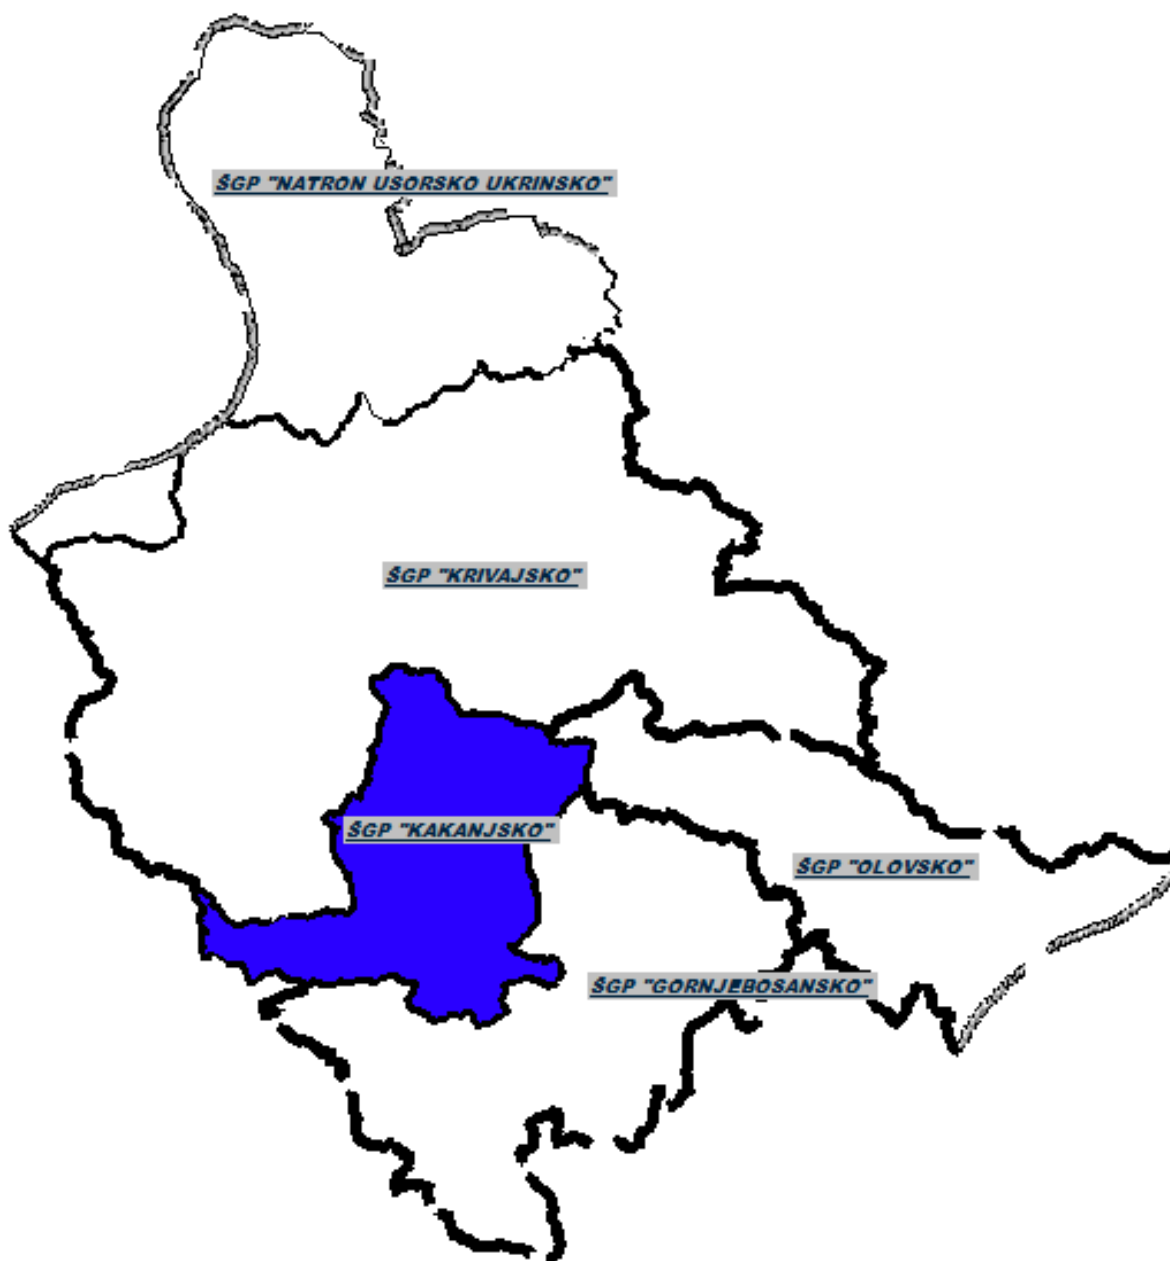 ŠGP "NATRON USORSKO UKRINSKO"
ŠGP "KRIVAJSKO"
ŠGP "KAKANJSKO"
ŠGP "OLOVSKO"
ŠGP "GORNJEBOSANSKO"